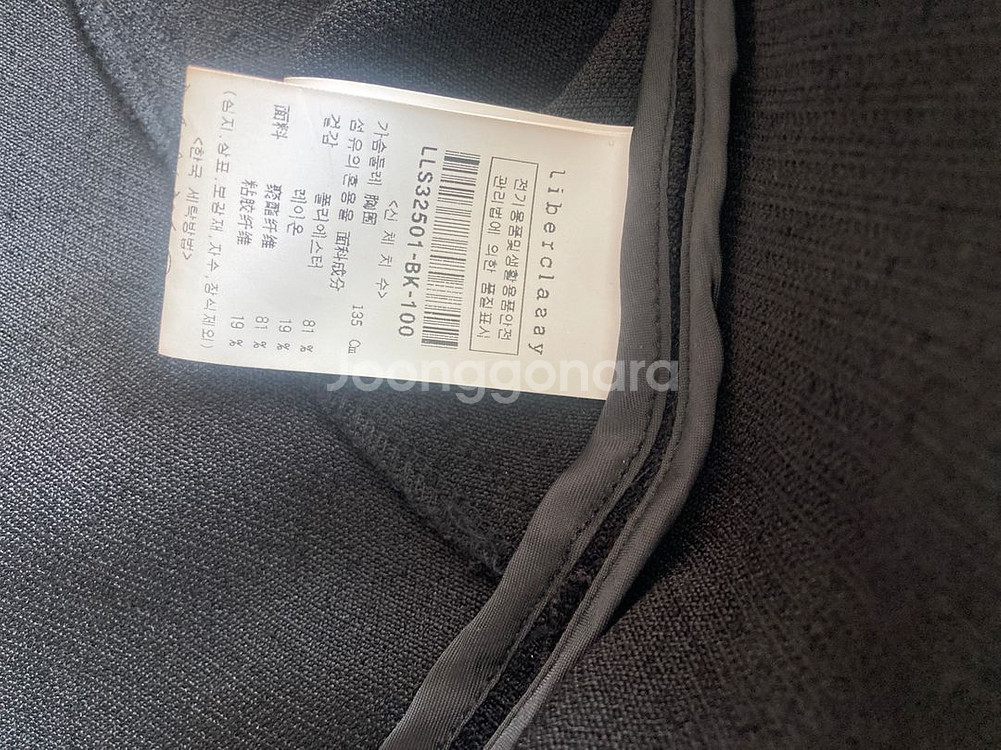 liberclaaay
전기용품및생활용품안전
관리법에 의한 품질표시
LLS32501-BK-100
<신 체 치 수>
가슴둘레 胸囲 135 Cm
섬유의혼용율 面料成分
겉감 폴리에스터 81 %
레이온 19 %
面料 聚酯纤维 81 %
粘胶纤维 19 %
(심지,상표,보강재,자수,장식제외)
<한국 세탁방법>
Joonggonara